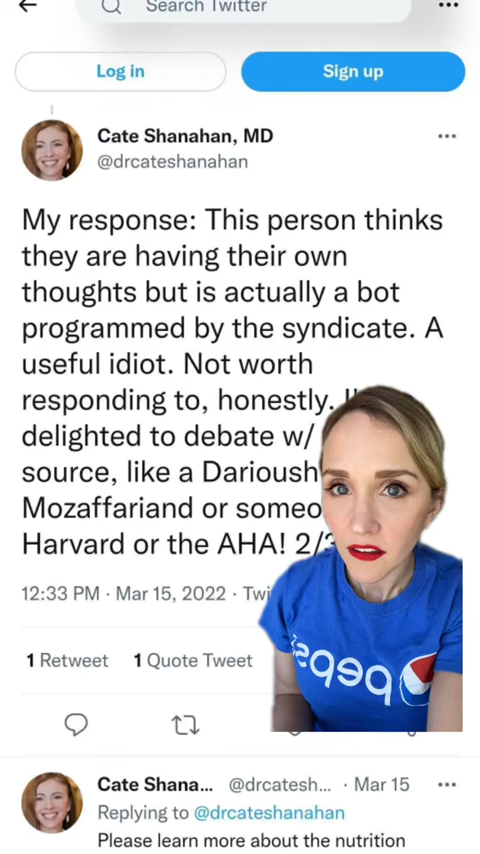 Search Twitter
Log in
Sign up
Cate Shanahan, MD
@drcateshanahan
My response: This person thinks
they are having their own
thoughts but is actually a bot
programmed by the syndicate. A
useful idiot. Not worth
responding to, honestly.
delighted to debate w/
source, like a Darioush
Mozaffariand or someo
Harvard or the AHA! 2/3
12:33 PM · Mar 15, 2022 · Twi
1 Retweet 1 Quote Tweet
pepsi
Cate Shana... @drcatesh... · Mar 15
Replying to @drcateshanahan
Please learn more about the nutrition